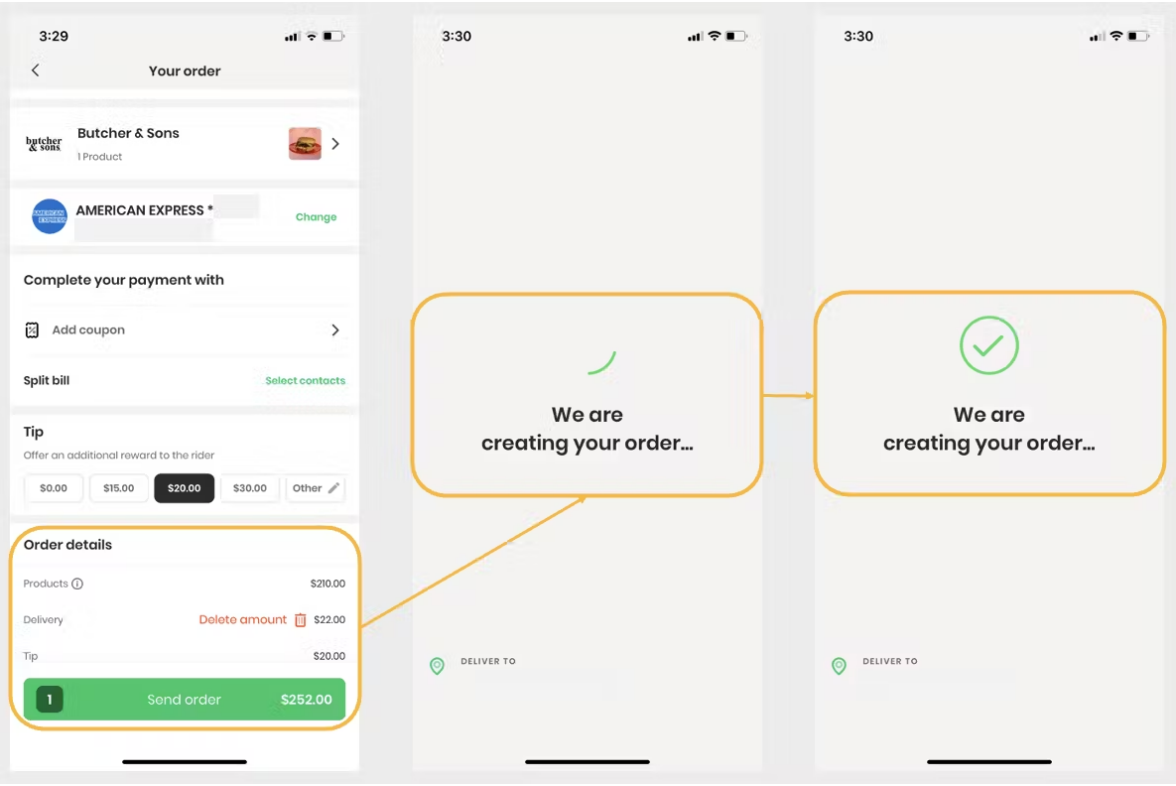 3:29
Your order
butcher
& sons
Butcher & Sons
1 Product
AMERICAN
EXPRESS
AMERICAN EXPRESS *
Change
Complete your payment with
Add coupon
Split bill
Select contacts
Tip
Offer an additional reward to the rider
$0.00 $15.00 $20.00 $30.00 Other
Order details
Products $210.00
Delivery Delete amount $22.00
Tip $20.00
1 Send order $252.00
3:30
We are
creating your order...
DELIVER TO
3:30
We are
creating your order...
DELIVER TO